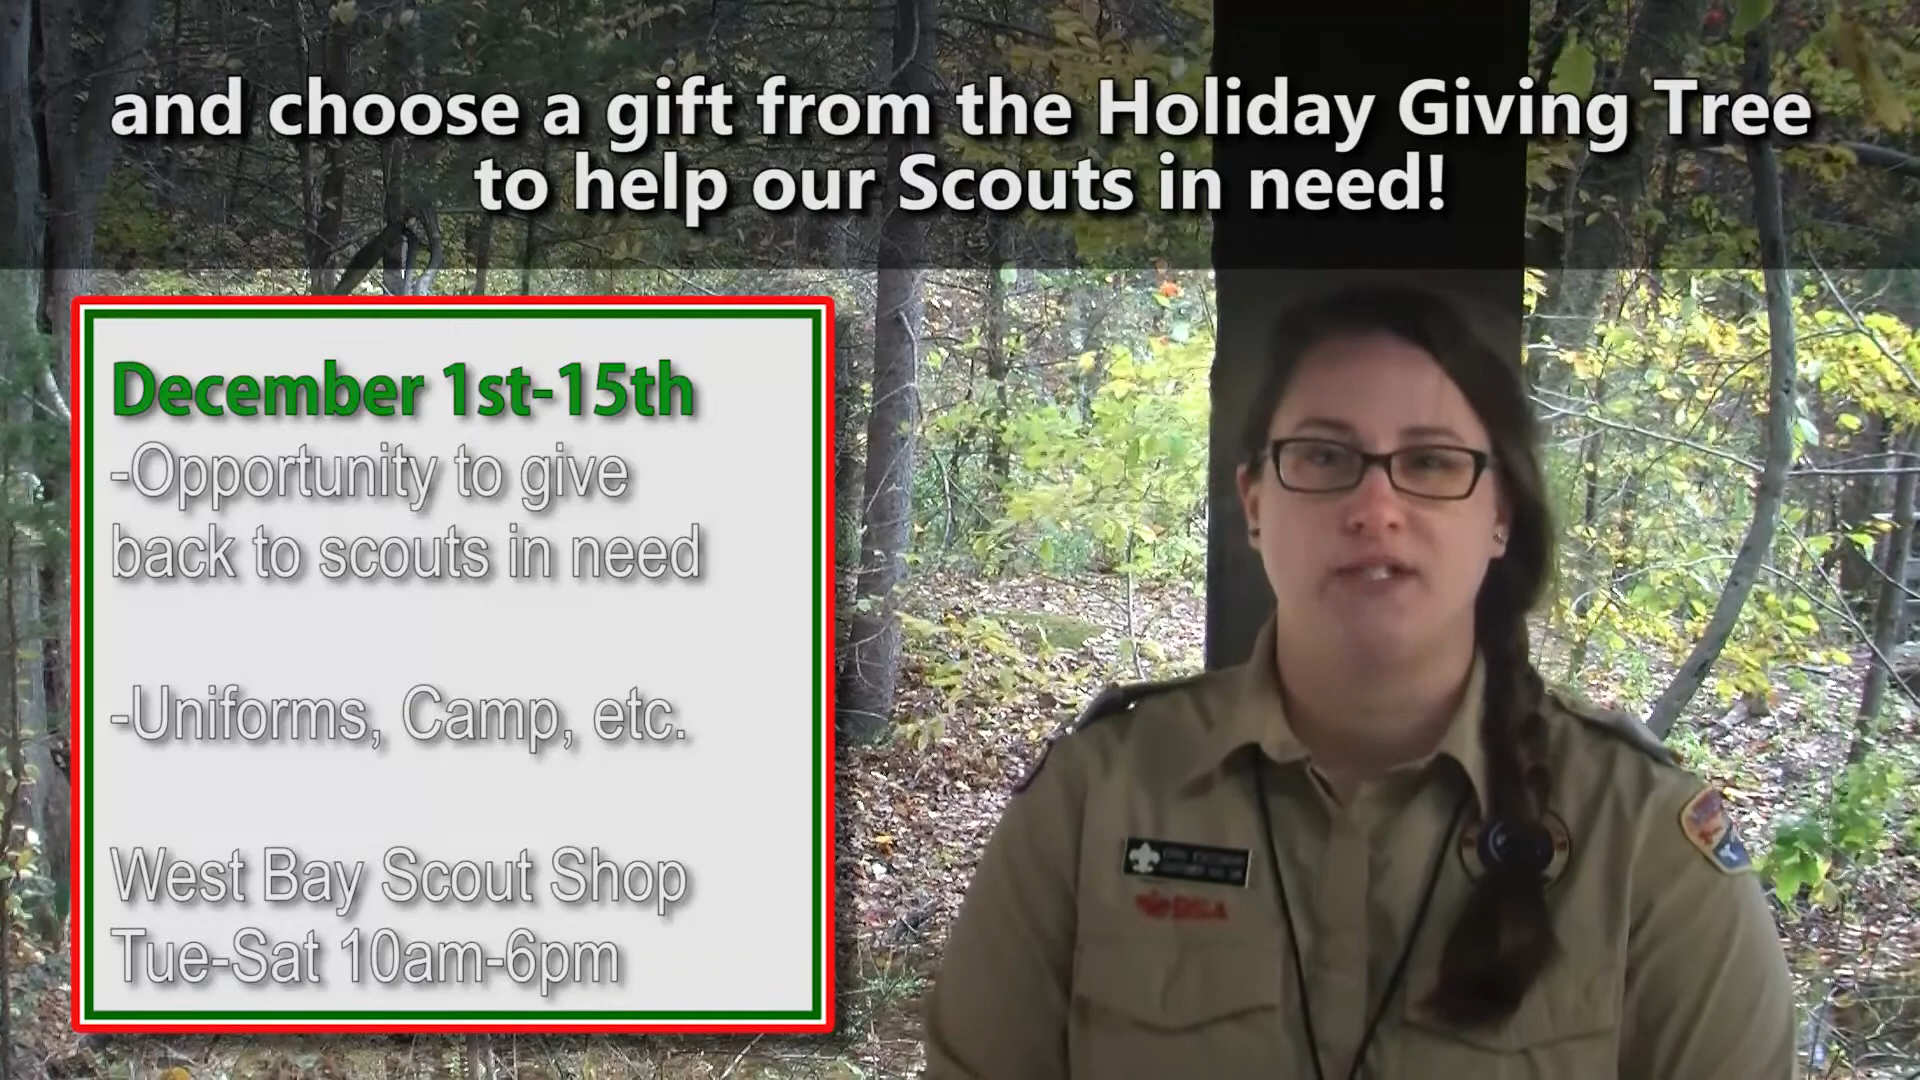 and choose a gift from the Holiday Giving Tree
to help our Scouts in need!
December 1st-15th
-Opportunity to give
back to scouts in need
-Uniforms, Camp, etc.
West Bay Scout Shop
Tue-Sat 10am-6pm
BSA